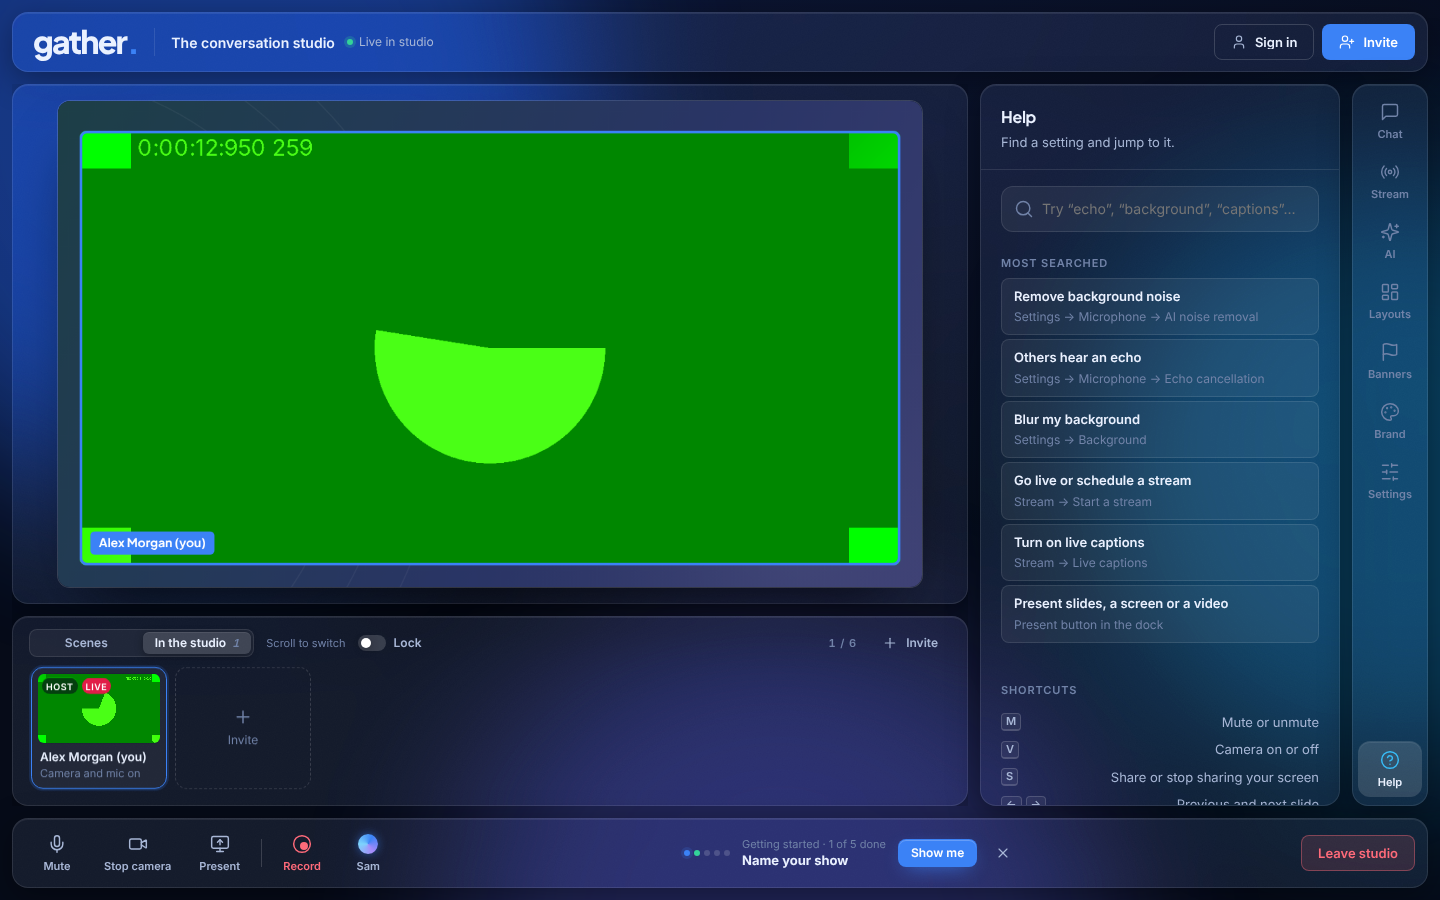 gather.
The conversation studio
Live in studio
Sign in
Invite
0:00:12:950 259
Alex Morgan (you)
Help
Find a setting and jump to it.
Try “echo”, “background”, “captions”...
MOST SEARCHED
Remove background noise
Settings → Microphone → AI noise removal
Others hear an echo
Settings → Microphone → Echo cancellation
Blur my background
Settings → Background
Go live or schedule a stream
Stream → Start a stream
Turn on live captions
Stream → Live captions
Present slides, a screen or a video
Present button in the dock
SHORTCUTS
M Mute or unmute
V Camera on or off
S Share or stop sharing your screen
← → Previous and next slide
Chat
Stream
AI
Layouts
Banners
Brand
Settings
Help
Scenes
In the studio 1
Scroll to switch
Lock
1 / 6
+ Invite
HOST LIVE
Alex Morgan (you)
Camera and mic on
+
Invite
Mute
Stop camera
Present
Record
Sam
Getting started · 1 of 5 done
Name your show
Show me
Leave studio